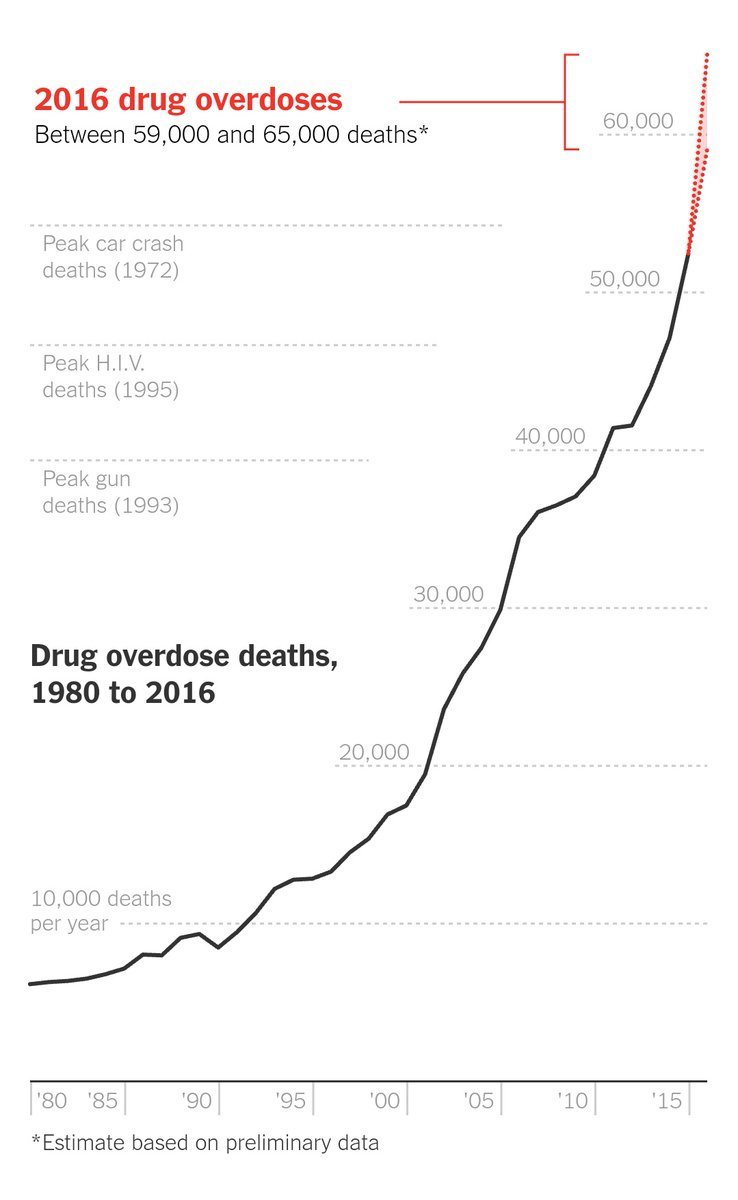 2016 drug overdoses
Between 59,000 and 65,000 deaths*
60,000
Peak car crash
deaths (1972)
50,000
Peak H.I.V.
deaths (1995)
40,000
Peak gun
deaths (1993)
30,000
Drug overdose deaths,
1980 to 2016
20,000
10,000 deaths
per year
'80 '85 '90 '95 '00 '05 '10 '15
*Estimate based on preliminary data